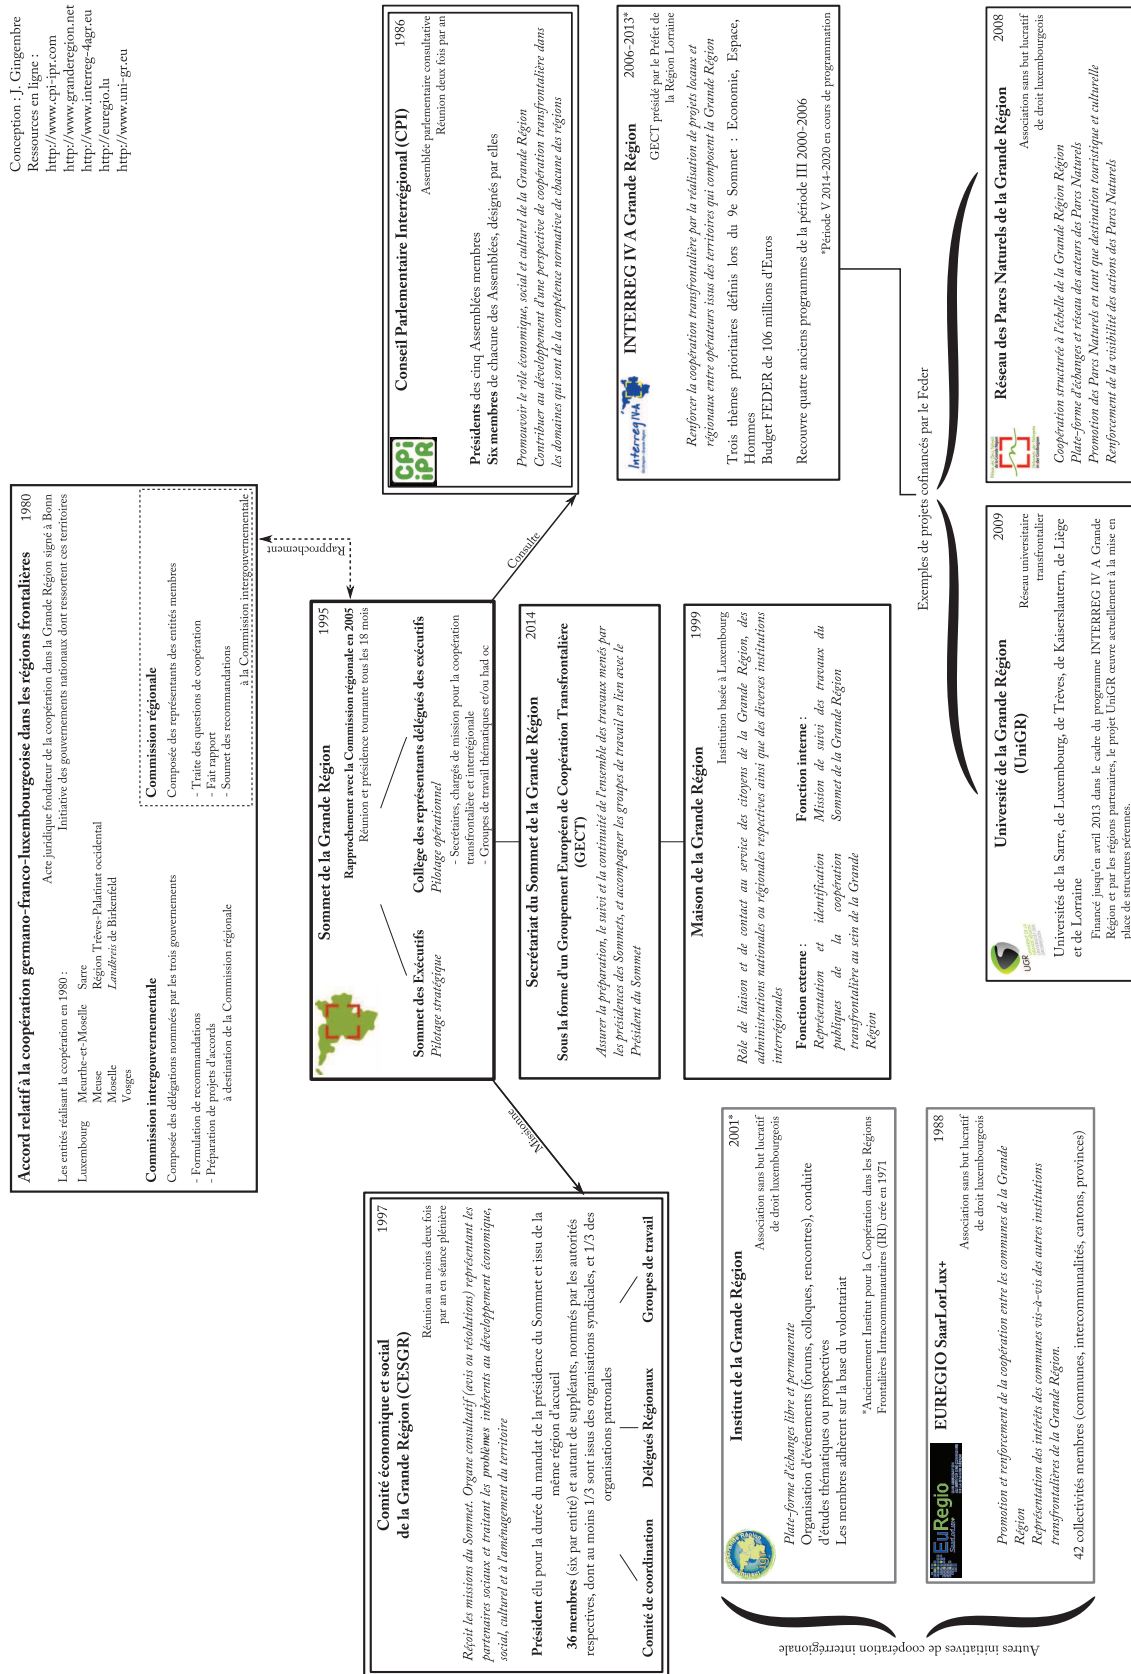 Conception : J. Gingembre
Ressources en ligne :
http://www.cpi-ipr.com
http://www.granderegion.net
http://www.interreg-4agr.eu
http://euregio.lu
http://www.uni-gr.eu
Accord relatif à la coopération germano-franco-luxembourgeoise dans les régions frontalières 1980
Acte juridique fondateur de la coopération dans la Grande Région signé à Bonn
Initiative des gouvernements nationaux dont ressortent ces territoires
Les entités réalisant la coopération en 1980 :
Luxembourg Meurthe-et-Moselle Sarre
Meuse Région Trèves-Palatinat occidental
Moselle Landkreis de Birkenfeld
Vosges
Commission intergouvernementale
Composée des délégations nommées par les trois gouvernements
- Formulation de recommandations
- Préparation de projets d'accords
à destination de la Commission régionale
Commission régionale
Composée des représentants des entités membres
- Traite des questions de coopération
- Fait rapport
- Soumet des recommandations
à la Commission intergouvernementale
Rapprochement
Comité économique et social
de la Grande Région (CESGR)
1997
Réunion au moins deux fois
par an en séance plénière
Réçoit les missions du Sommet. Organe consultatif (avis ou résolutions) représentant les
partenaires sociaux et traitant les problèmes inhérents au développement économique,
social, culturel et à l'aménagement du territoire
Président élu pour la durée du mandat de la présidence du Sommet et issu de la
même région d'accueil
36 membres (six par entité) et autant de suppléants, nommés par les autorités
respectives, dont au moins 1/3 sont issus des organisations syndicales, et 1/3 des
organisations patronales
Comité de coordination Délégués Régionaux Groupes de travail
Missionne
Sommet de la Grande Région 1995
Rapprochement avec la Commission régionale en 2005
Réunion et présidence tournante tous les 18 mois
Sommet des Exécutifs
Pilotage stratégique
Collège des représentants délégués des exécutifs
Pilotage opérationnel
- Secrétaires, chargés de mission pour la coopération
transfrontalière et interrégionale
- Groupes de travail thématiques et/ou had oc
Consulte
Conseil Parlementaire Interrégional (CPI) 1986
CPi
iPR
Assemblée parlementaire consultative
Réunion deux fois par an
Présidents des cinq Assemblées membres
Six membres de chacune des Assemblées, désignés par elles
Promouvoir le rôle économique, social et culturel de la Grande Région
Contribuer au développement d'une perspective de coopération transfrontalière dans
les domaines qui sont de la compétence normative de chacune des régions
Secrétariat du Sommet de la Grande Région 2014
Sous la forme d'un Groupement Européen de Coopération Transfrontalière
(GECT)
Assurer la préparation, le suivi et la continuité de l'ensemble des travaux menés par
les présidences des Sommets, et accompagner les groupes de travail en lien avec le
Président du Sommet
Maison de la Grande Région 1999
Institution basée à Luxembourg
Rôle de liaison et de contact au service des citoyens de la Grande Région, des
administrations nationales ou régionales respectives ainsi que des diverses institutions
interrégionales
Fonction externe :
Représentation et identification
publiques de la coopération
transfrontalière au sein de la Grande
Région
Fonction interne :
Mission de suivi des travaux du
Sommet de la Grande Région
INTERREG IV A Grande Région 2006-2013*
Interreg IV-A
GECT présidé par le Préfet de
la Région Lorraine
Renforcer la coopération transfrontalière par la réalisation de projets locaux et
régionaux entre opérateurs issus des territoires qui composent la Grande Région
Trois thèmes prioritaires définis lors du 9e Sommet : Economie, Espace,
Hommes
Budget FEDER de 106 millions d'Euros
Recouvre quatre anciens programmes de la période III 2000-2006
*Période V 2014-2020 en cours de programmation
Exemples de projets cofinancés par le Feder
Autres initiatives de coopération interrégionale
Institut de la Grande Région 2001*
igr
Association sans but lucratif
de droit luxembourgeois
Plate-forme d'échanges libre et permanente
Organisation d'événements (forums, colloques, rencontres), conduite
d'études thématiques ou prospectives
Les membres adhèrent sur la base du volontariat
*Anciennement Institut pour la Coopération dans les Régions
Frontalières Intracommunautaires (IRI) crée en 1971
EUREGIO SaarLorLux+ 1988
EuRegio
SaarLorLux+
Association sans but lucratif
de droit luxembourgeois
Promotion et renforcement de la coopération entre les communes de la Grande
Région
Représentation des intérêts des communes vis-à-vis des autres institutions
transfrontalières de la Grande Région.
42 collectivités membres (communes, intercommunalités, cantons, provinces)
Université de la Grande Région
(UniGR)
2009
UGR
Réseau universitaire
transfrontalier
Universités de la Sarre, de Luxembourg, de Trèves, de Kaiserslautern, de Liège
et de Lorraine
Financé jusqu'en avril 2013 dans le cadre du programme INTERREG IV A Grande
Région et par les régions partenaires, le projet UniGR œuvre actuellement à la mise en
place de structures pérennes.
Réseau des Parcs Naturels de la Grande Région 2008
Association sans but lucratif
de droit luxembourgeois
Coopération structurée à l'échelle de la Grande Région Région
Plate-forme d'échanges et réseau des acteurs des Parcs Naturels
Promotion des Parcs Naturels en tant que destination touristique et culturelle
Renforcement de la visibilité des actions des Parcs Naturels